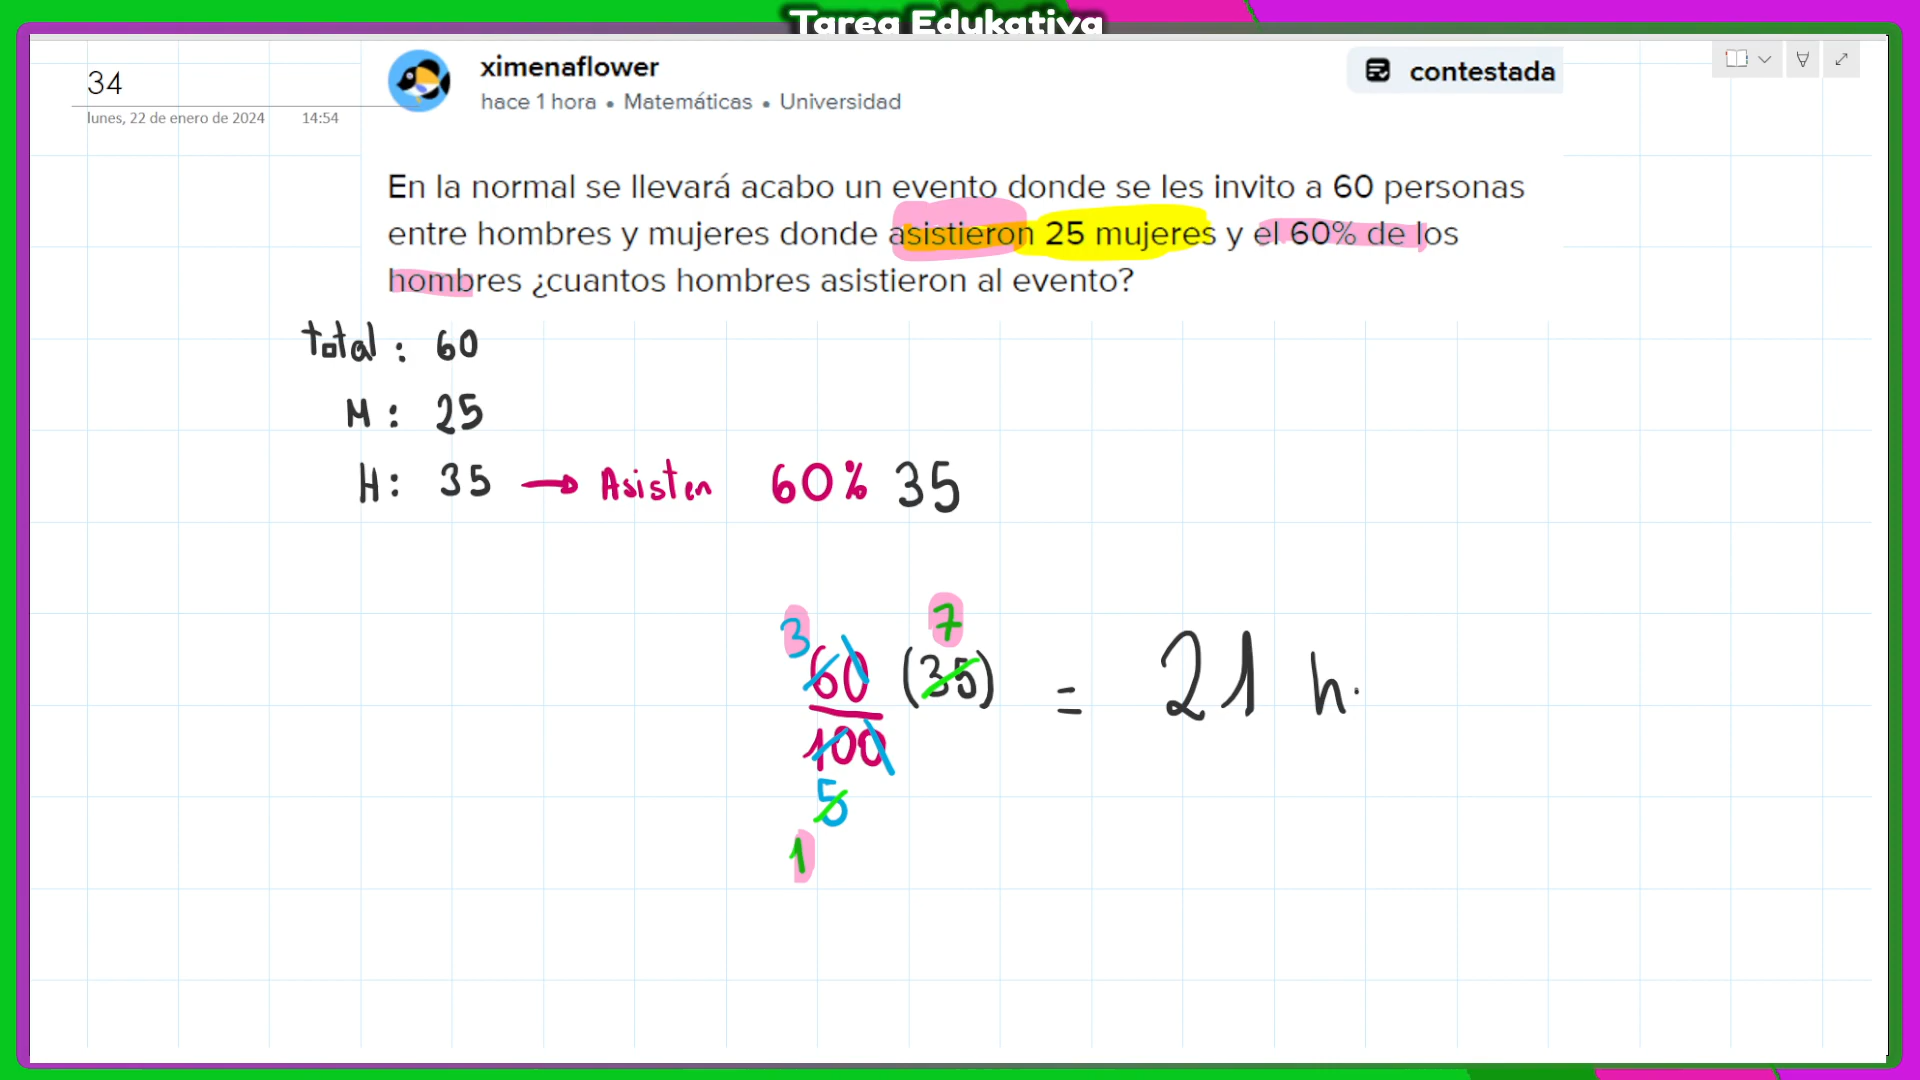 Tarea Edukativa
34
lunes, 22 de enero de 2024 14:54
ximenaflower
hace 1 hora • Matemáticas • Universidad
contestada
En la normal se llevará acabo un evento donde se les invito a 60 personas
entre hombres y mujeres donde asistieron 25 mujeres y el 60% de los
hombres ¿cuantos hombres asistieron al evento?
Total: 60
M: 25
H: 35 → Asisten 60% 35
3 7
60 (35) = 21 h.
100
5
1